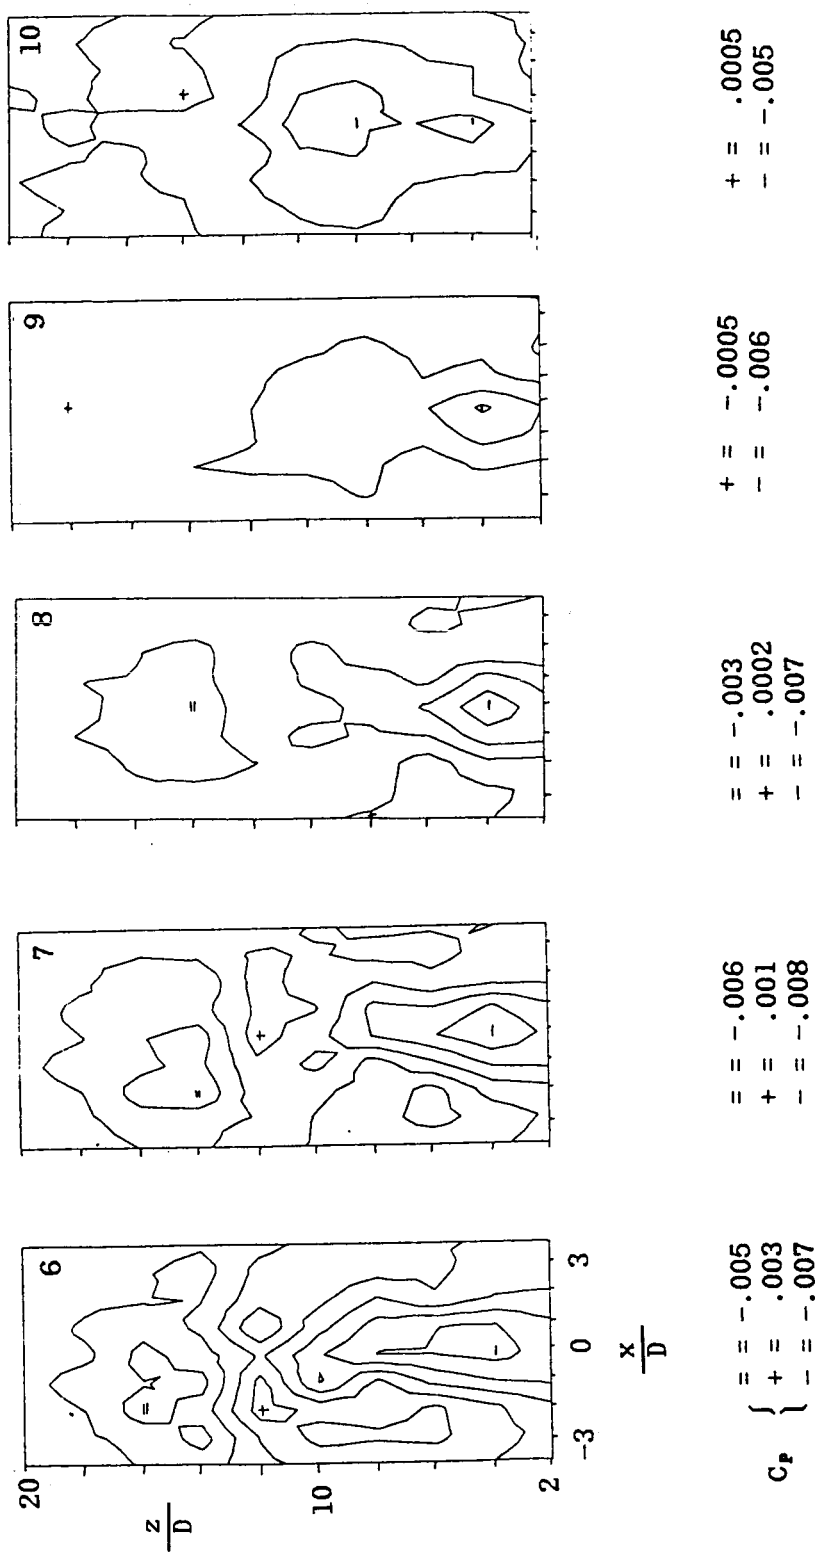 20
z/D
10
2
6
7
8
9
10
-3 0 3
x/D
C_P {
= = -.005
+ = .003
- = -.007
= = -.006
+ = .001
- = -.008
= = -.003
+ = .0002
- = -.007
+ = -.0005
- = -.006
+ = .0005
- = -.005